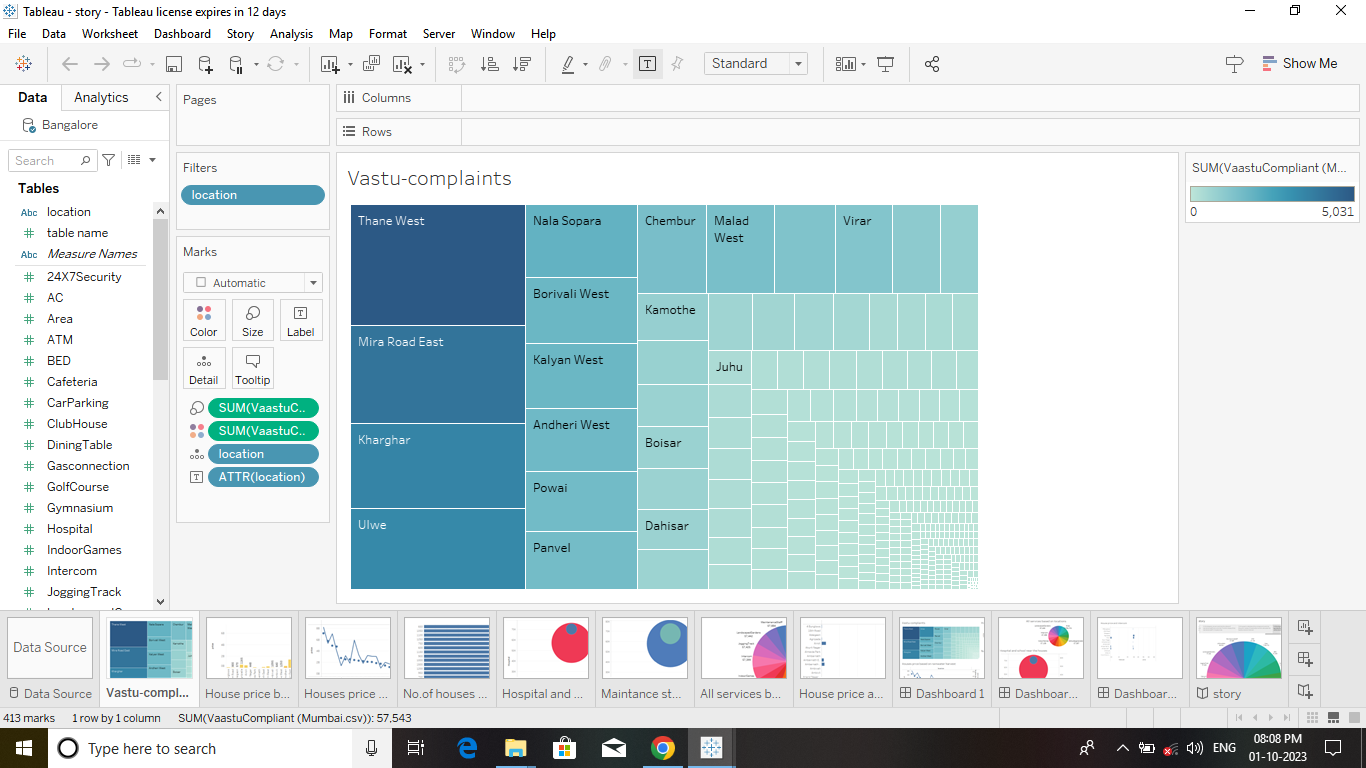 Tableau - story - Tableau license expires in 12 days
File Data Worksheet Dashboard Story Analysis Map Format Server Window Help
Standard
Show Me
Data Analytics
Bangalore
Search
Tables
Abc location
# table name
Abc Measure Names
# 24X7Security
# AC
# Area
# ATM
# BED
# Cafeteria
# CarParking
# ClubHouse
# DiningTable
# Gasconnection
# GolfCourse
# Gymnasium
# Hospital
# IndoorGames
# Intercom
# JoggingTrack
Pages
Filters
location
Marks
Automatic
Color Size Label
Detail Tooltip
SUM(VaastuC..
SUM(VaastuC..
location
ATTR(location)
Columns
Rows
Vastu-complaints
Thane West
Mira Road East
Kharghar
Ulwe
Nala Sopara
Borivali West
Kalyan West
Andheri West
Powai
Panvel
Chembur
Kamothe
Boisar
Dahisar
Malad
West
Juhu
Virar
SUM(VaastuCompliant (M...
0 5,031
Data Source
Data Source
Vastu-compl...
House price b...
Houses price ...
No.of houses ...
Hospital and ...
Maintance st...
All services b...
House price a...
Dashboard 1
Dashboar...
Dashboar...
story
413 marks 1 row by 1 column SUM(VaastuCompliant (Mumbai.csv)): 57,543
Type here to search
ENG
08:08 PM
01-10-2023